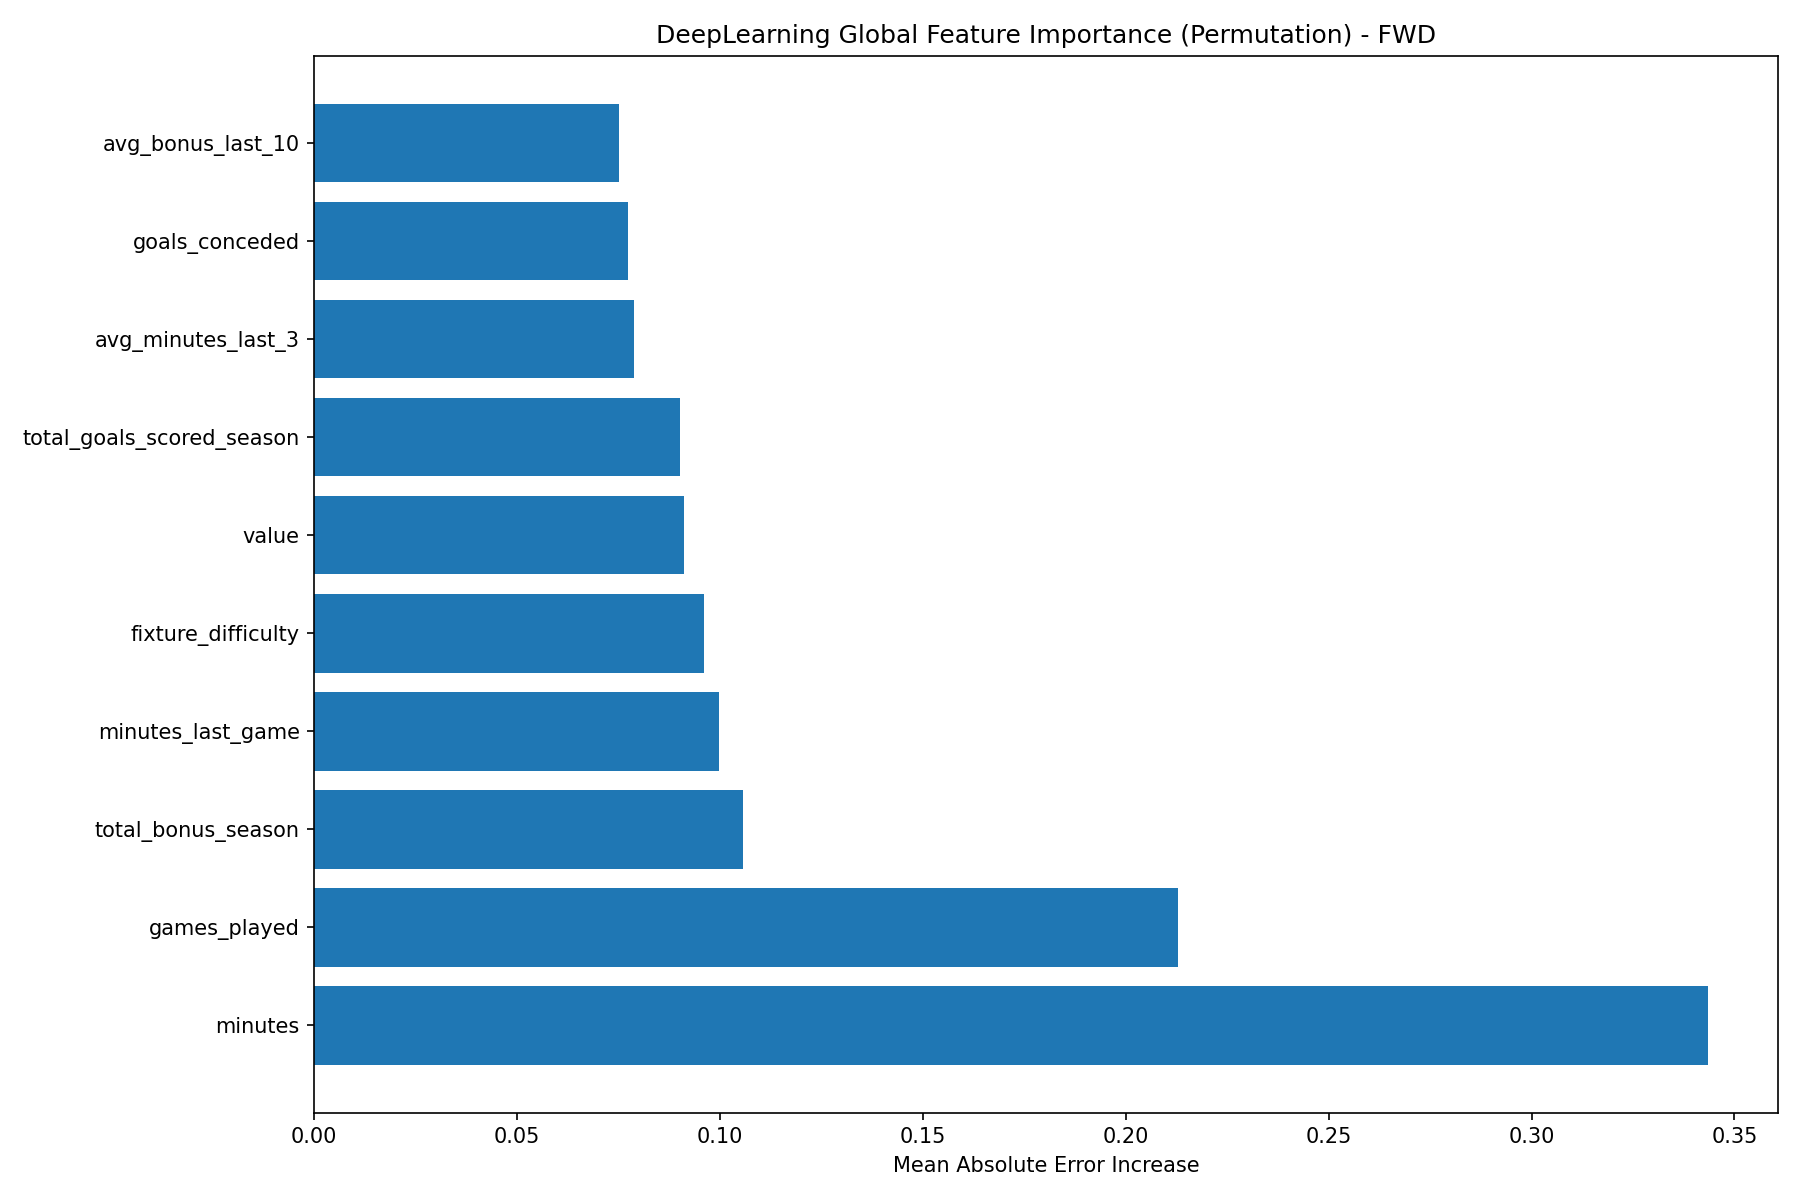 DeepLearning Global Feature Importance (Permutation) - FWD
avg_bonus_last_10
goals_conceded
avg_minutes_last_3
total_goals_scored_season
value
fixture_difficulty
minutes_last_game
total_bonus_season
games_played
minutes
0.00 0.05 0.10 0.15 0.20 0.25 0.30 0.35
Mean Absolute Error Increase